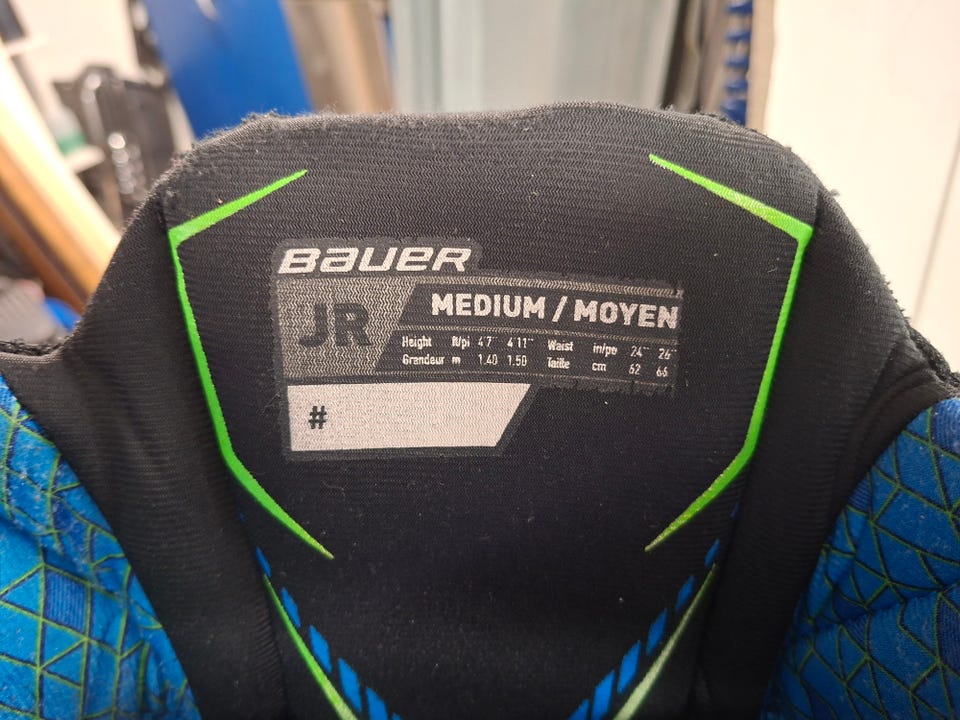 BAUER
JR
MEDIUM / MOYEN
Height ft/pi 4'7" 4'11" Waist in/po 24" 26"
Grandeur m 1.40 1.50 Taille cm 62 66
#